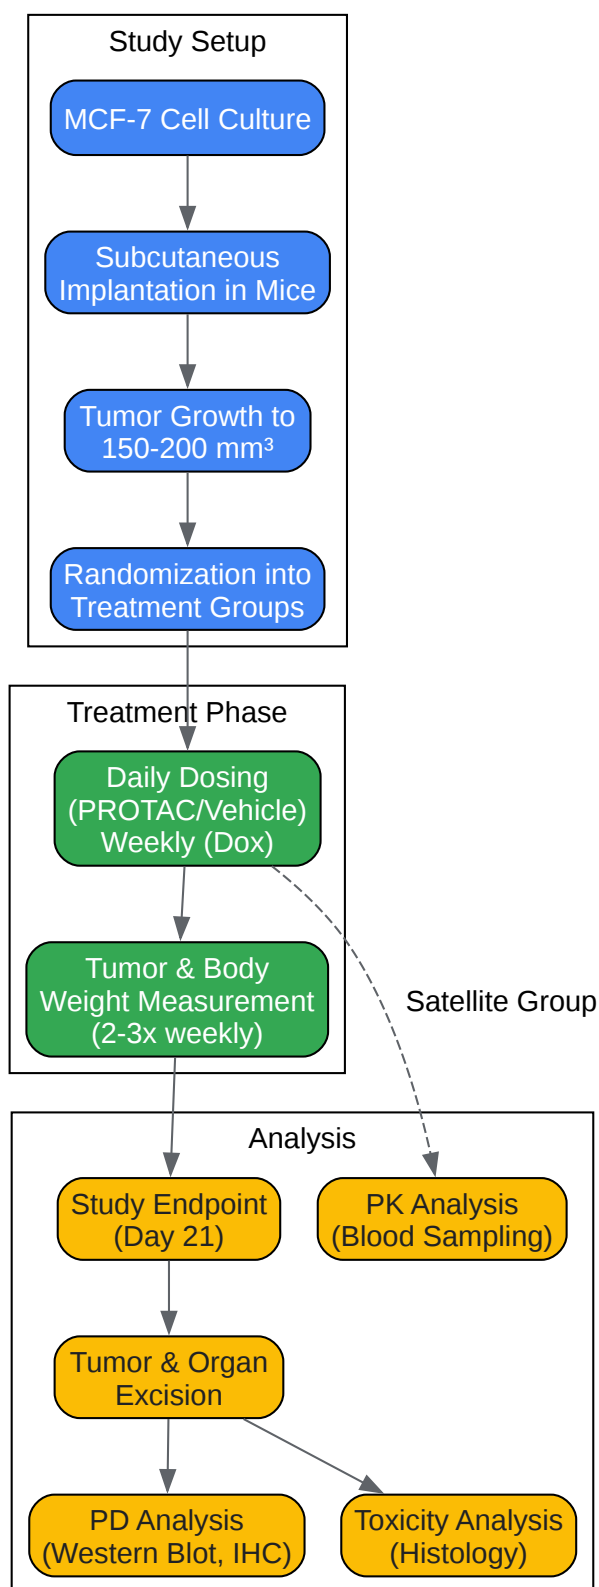 Study Setup
MCF-7 Cell Culture
Subcutaneous
Implantation in Mice
Tumor Growth to
150-200 mm³
Randomization into
Treatment Groups
Treatment Phase
Daily Dosing
(PROTAC/Vehicle)
Weekly (Dox)
Tumor & Body
Weight Measurement
(2-3x weekly)
Satellite Group
Analysis
Study Endpoint
(Day 21)
PK Analysis
(Blood Sampling)
Tumor & Organ
Excision
PD Analysis
(Western Blot, IHC)
Toxicity Analysis
(Histology)